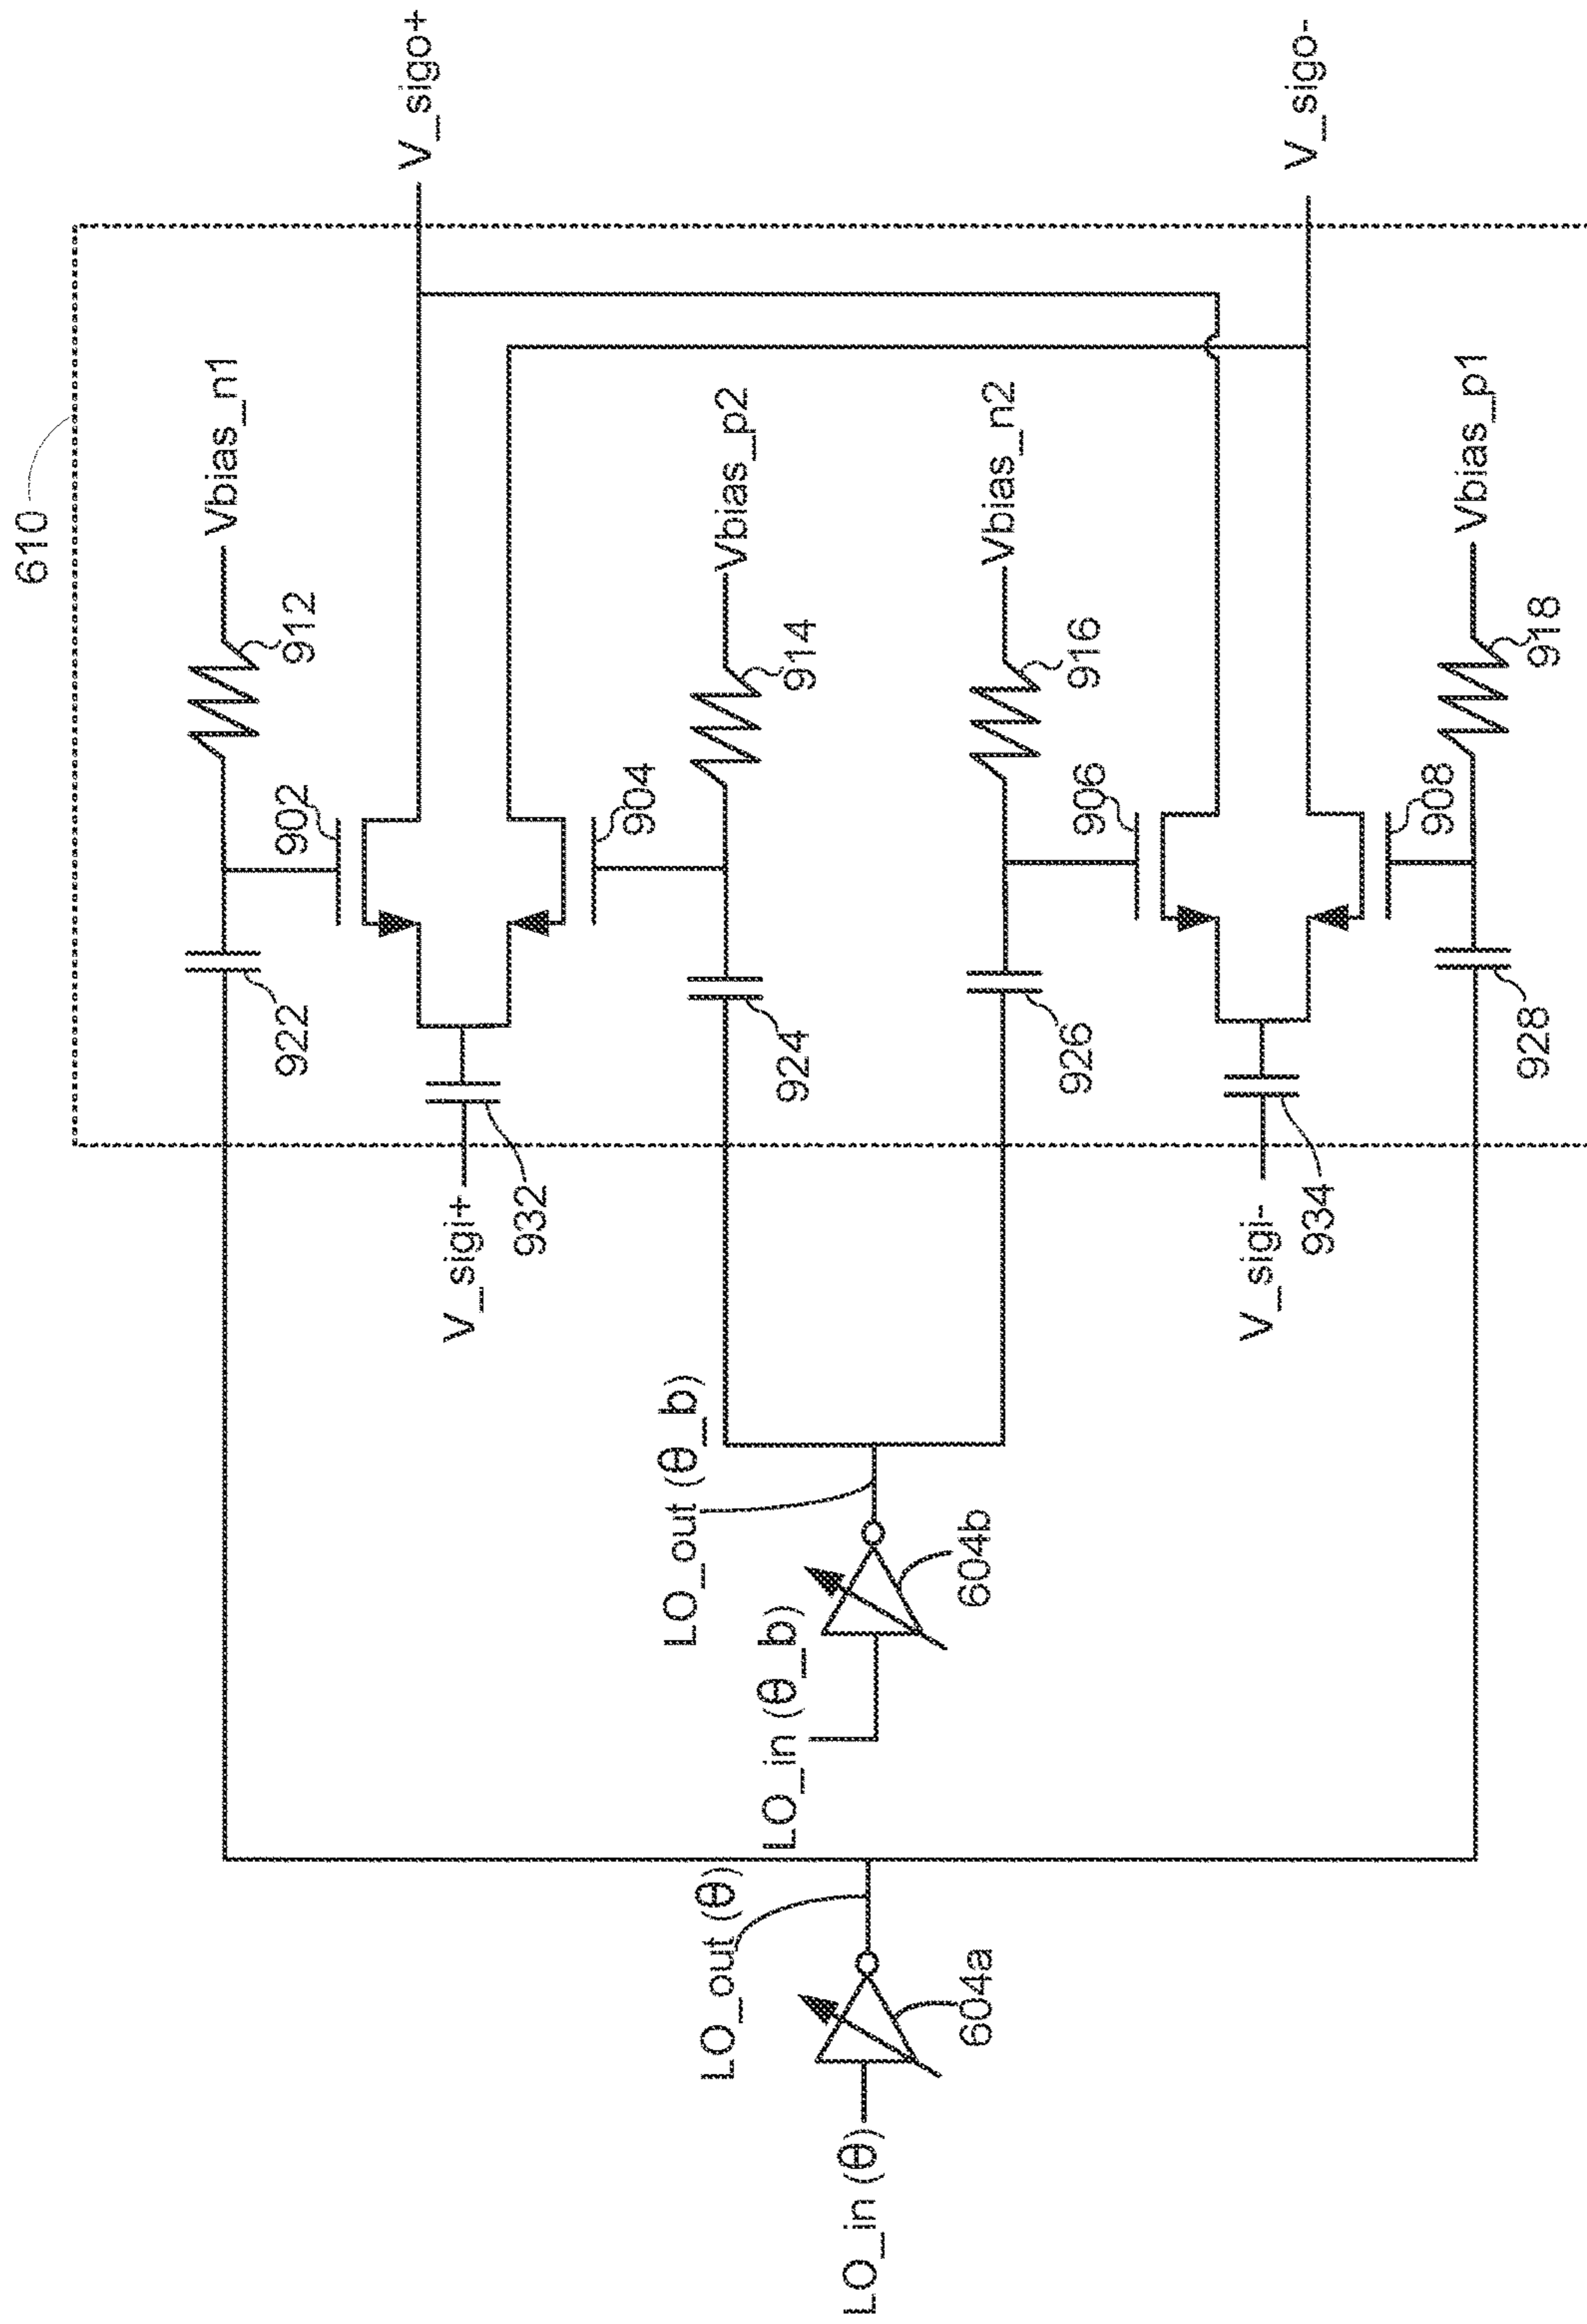 610
Vbias_n1
912
902
922
V_sigo+
V_sigi+
932
904
914
Vbias_p2
924
LO_out (θ_b)
LO_in (θ_b)
604b
LO_out (θ)
LO_in (θ)
604a
Vbias_n2
916
906
926
V_sigi-
934
V_sigo-
Vbias_p1
918
908
928